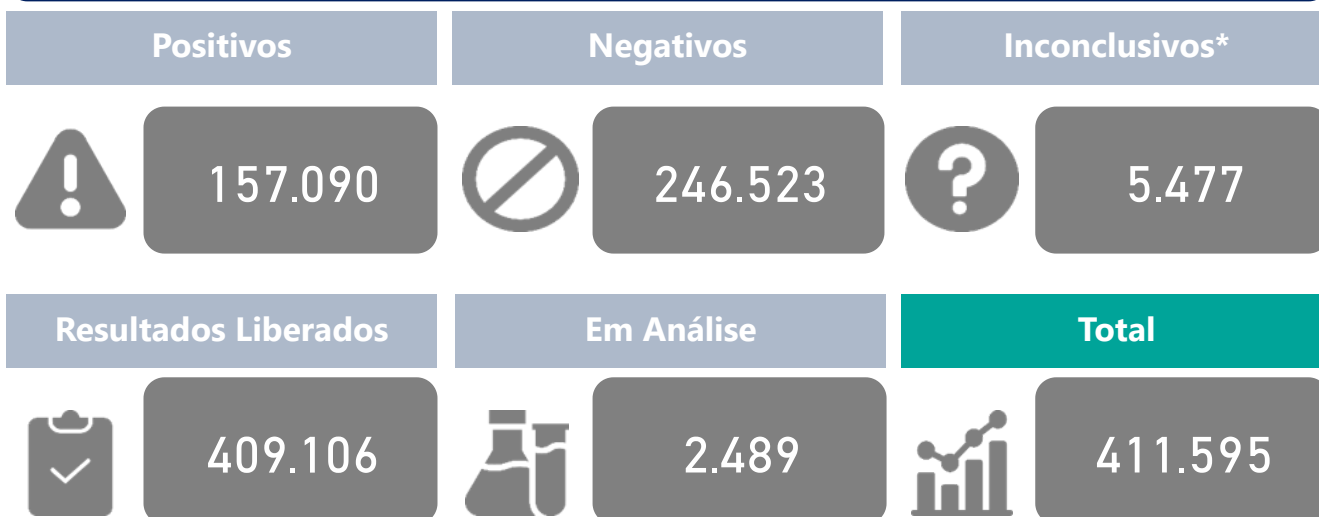 Positivos
Negativos
Inconclusivos*
157.090
246.523
5.477
Resultados Liberados
Em Análise
Total
409.106
2.489
411.595